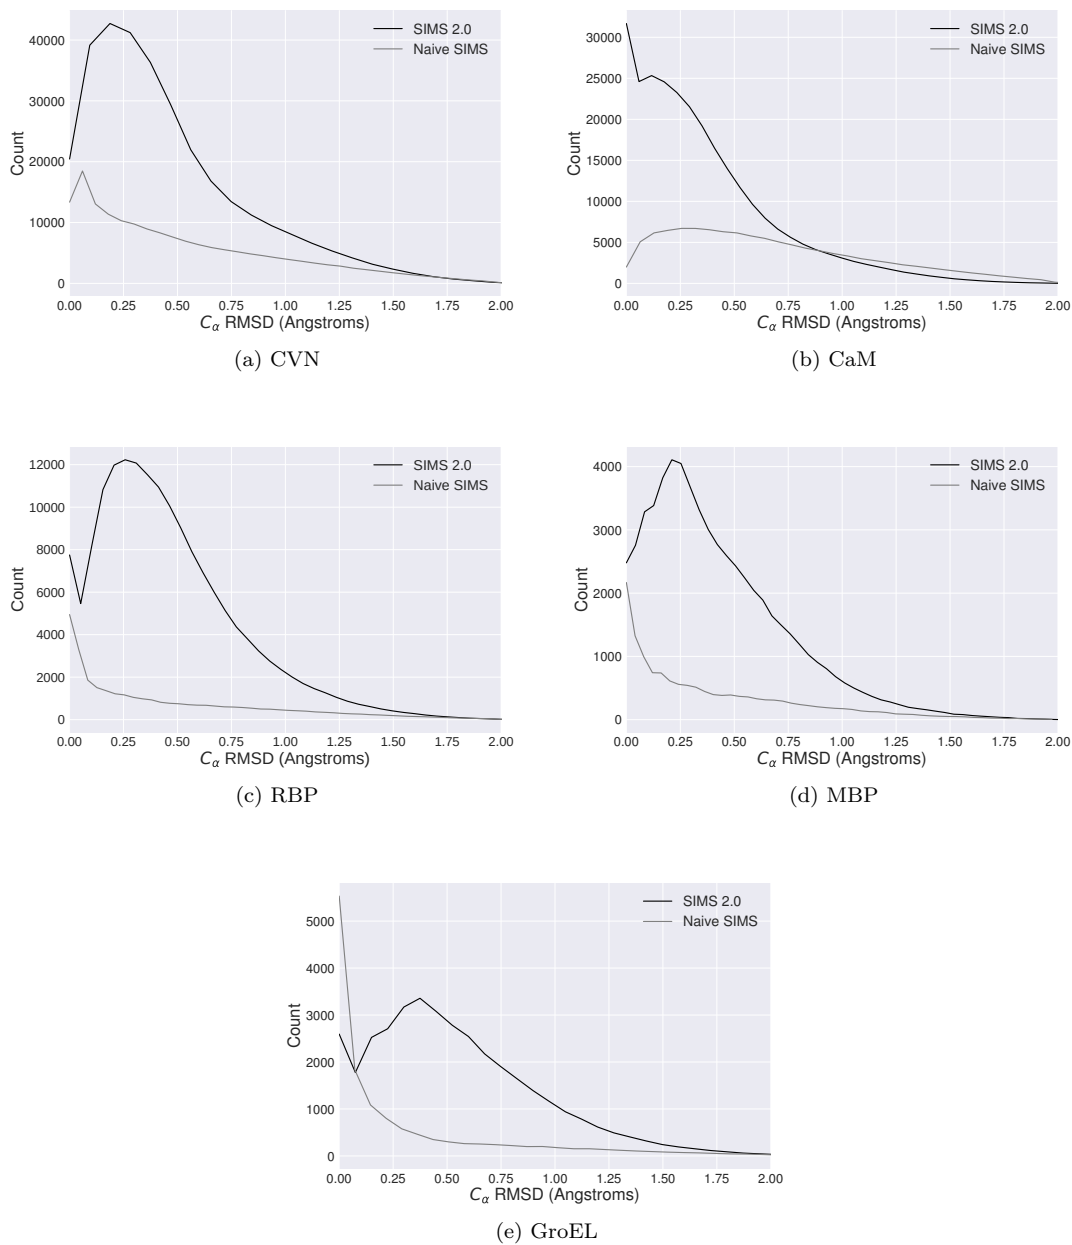 SIMS 2.0
Naive SIMS
40000
30000
20000
10000
0
Count
0.00 0.25 0.50 0.75 1.00 1.25 1.50 1.75 2.00
Cα RMSD (Angstroms)
(a) CVN
SIMS 2.0
Naive SIMS
30000
25000
20000
15000
10000
5000
0
Count
0.00 0.25 0.50 0.75 1.00 1.25 1.50 1.75 2.00
Cα RMSD (Angstroms)
(b) CaM
SIMS 2.0
Naive SIMS
12000
10000
8000
6000
4000
2000
0
Count
0.00 0.25 0.50 0.75 1.00 1.25 1.50 1.75 2.00
Cα RMSD (Angstroms)
(c) RBP
SIMS 2.0
Naive SIMS
4000
3000
2000
1000
0
Count
0.00 0.25 0.50 0.75 1.00 1.25 1.50 1.75 2.00
Cα RMSD (Angstroms)
(d) MBP
SIMS 2.0
Naive SIMS
5000
4000
3000
2000
1000
0
Count
0.00 0.25 0.50 0.75 1.00 1.25 1.50 1.75 2.00
Cα RMSD (Angstroms)
(e) GroEL